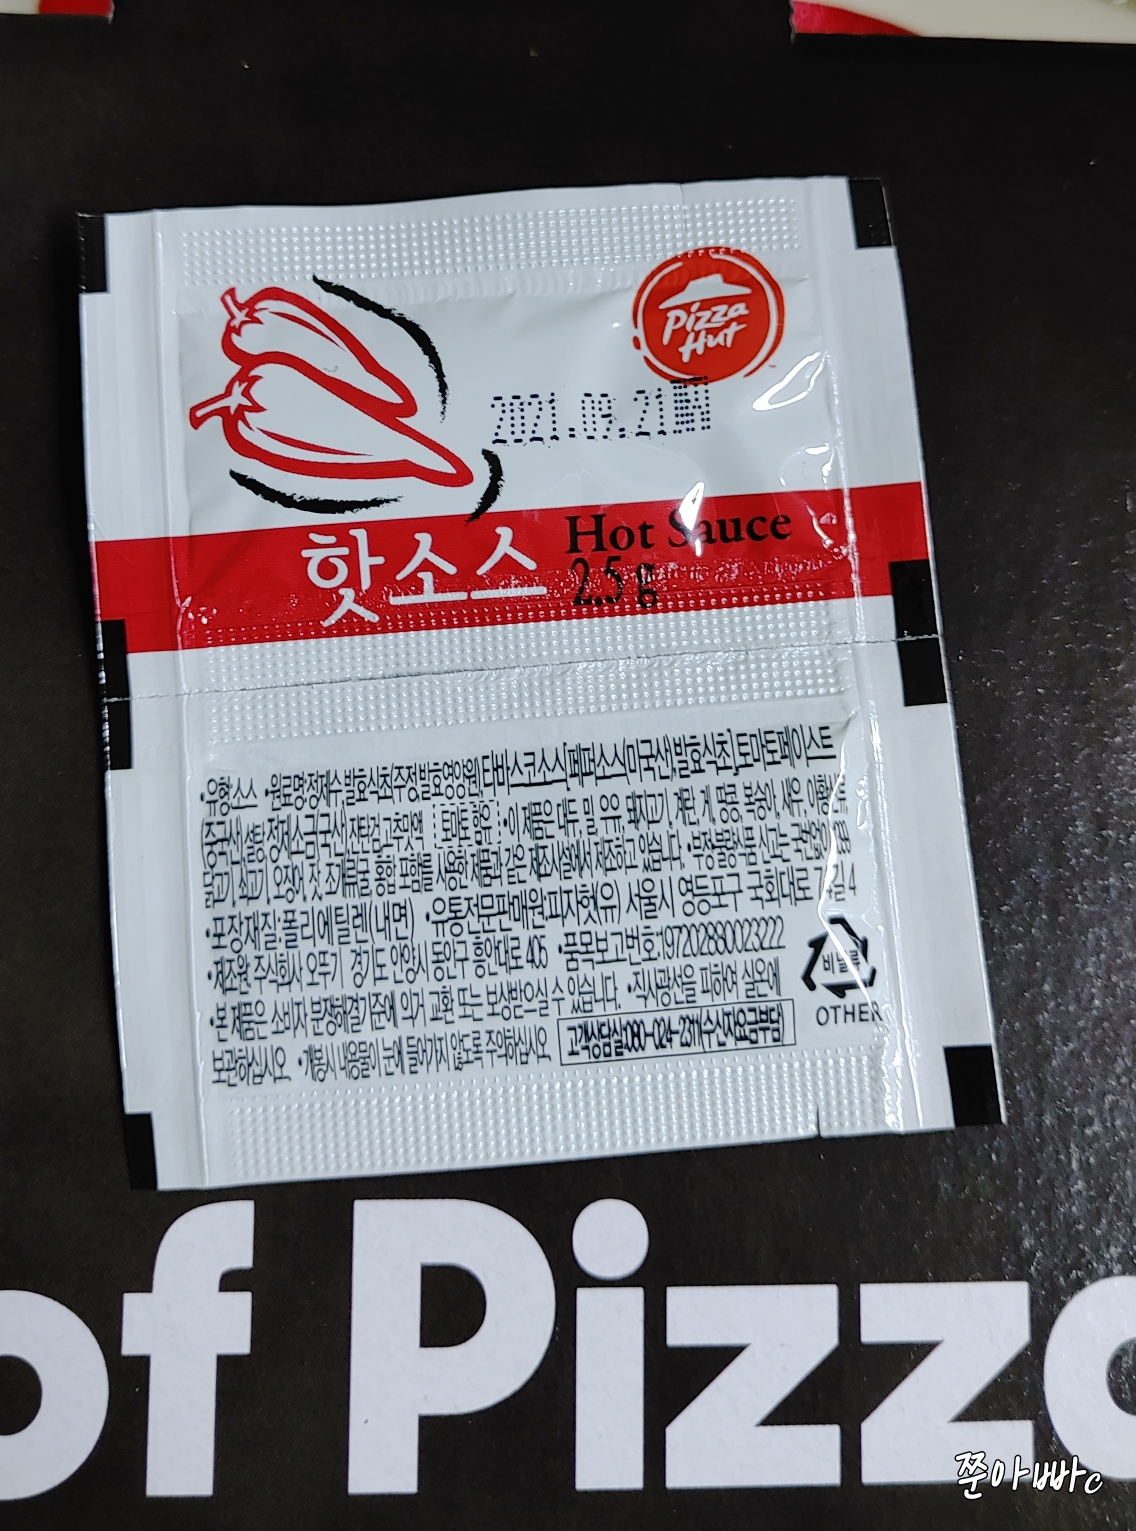 Pizza
Hut
2021.09.21까지
핫소스 Hot Sauce
2.5 g
•유형:소스 •원료명:정제수,발효식초(주정,발효영양원),타바스코소스[페퍼소스(미국산),발효식초],토마토페이스트
(중국산),설탕,정제소금(국산),잔탄검,고추맛액 토마토 함유 •이 제품은 대두, 밀, 우유, 돼지고기, 계란, 게, 땅콩, 복숭아, 새우, 아황산류,
닭고기, 쇠고기, 오징어, 잣, 조개류(굴, 홍합 포함)를 사용한 제품과 같은 제조시설에서 제조하고 있습니다. •부정·불량식품 신고는 국번없이 1399
•포장재질:폴리에틸렌(내면) •유통전문판매원:피자헛(유) 서울시 영등포구 국회대로 74길 4
•제조원: 주식회사 오뚜기 경기도 안양시 동안구 흥안대로 405 •품목보고번호:197202880023222
•본 제품은 소비자 분쟁해결기준에 의거 교환 또는 보상받으실 수 있습니다. •직사광선을 피하여 실온에
보관하십시오. •개봉시 내용물이 눈에 들어가지 않도록 주의하십시오. 고객상담실:080-024-2311(수신자요금부담)
비닐류
OTHER
of Pizza
쭌아빠c